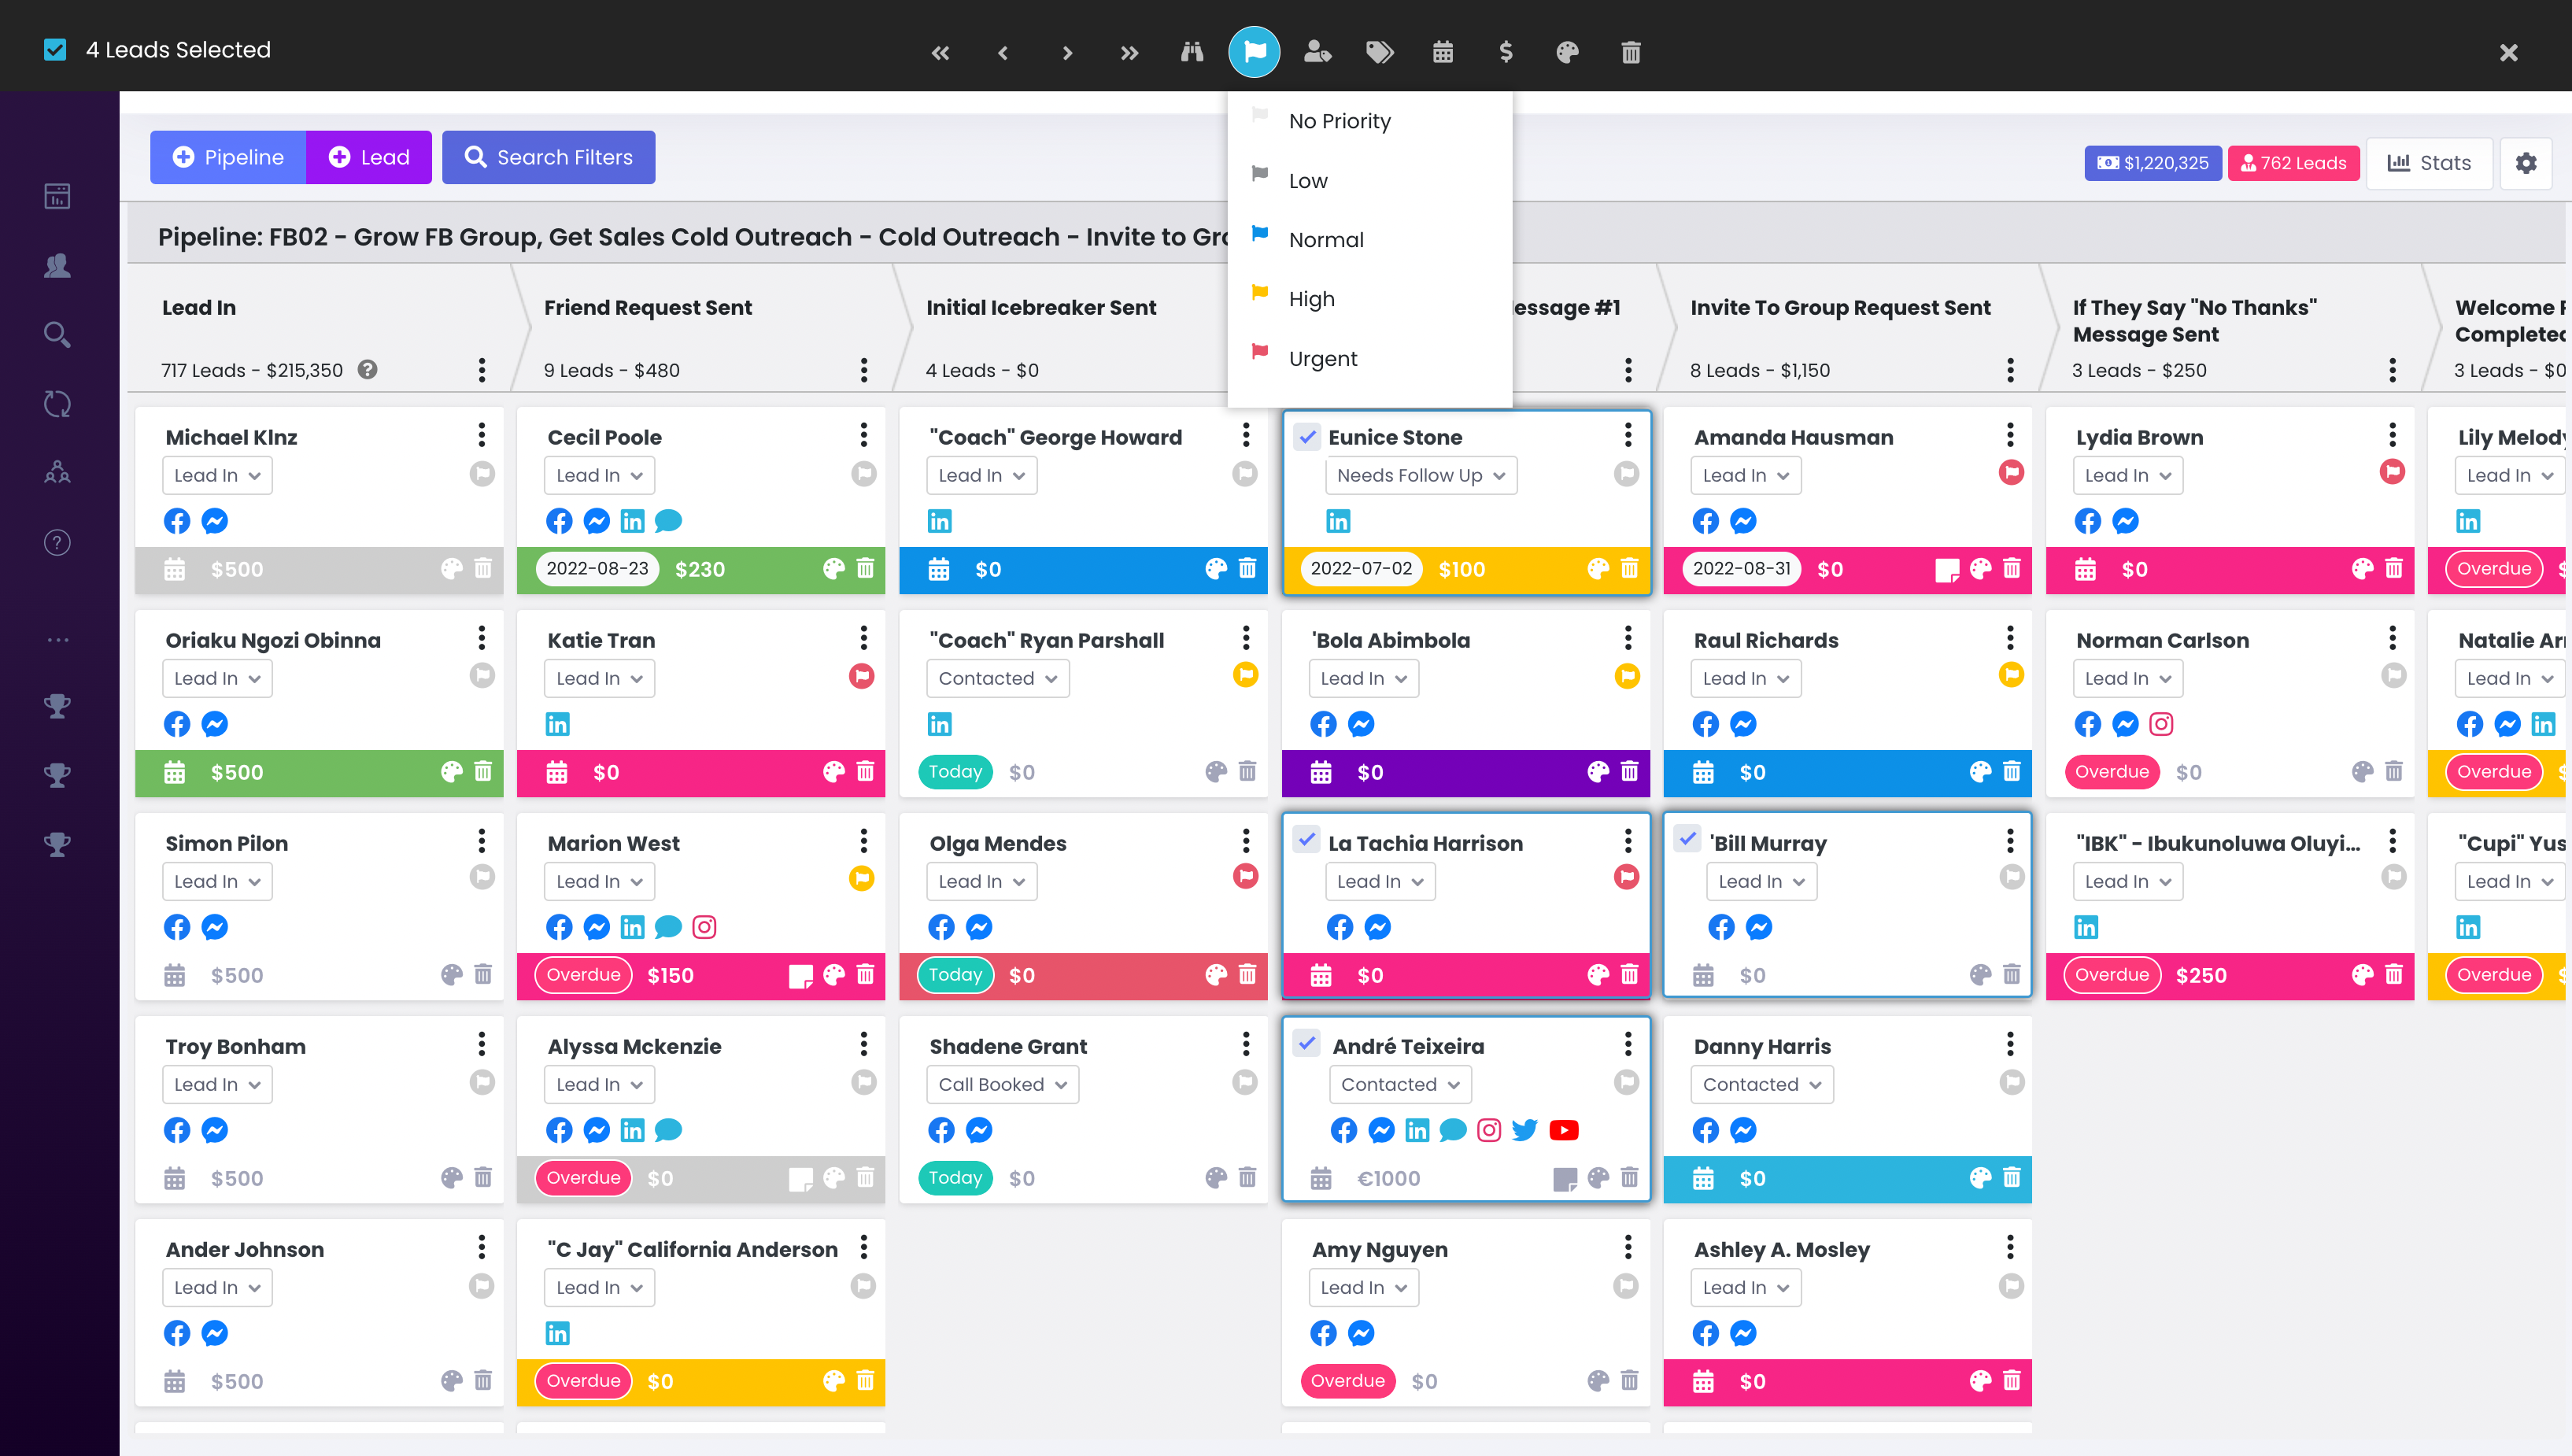 4 Leads Selected
No Priority
Low
Normal
High
Urgent
Pipeline
Lead
Search Filters
$1,220,325
762 Leads
Stats
Pipeline: FB02 - Grow FB Group, Get Sales Cold Outreach - Cold Outreach - Invite to
Lead In
717 Leads - $215,350
Friend Request Sent
9 Leads - $480
Initial Icebreaker Sent
4 Leads - $0
#1
Invite To Group Request Sent
8 Leads - $1,150
If They Say "No Thanks"
Message Sent
3 Leads - $250
Welcome
3 Leads - $0
Michael Klnz
Lead In
$500
Oriaku Ngozi Obinna
Lead In
$500
Simon Pilon
Lead In
$500
Troy Bonham
Lead In
$500
Ander Johnson
Lead In
$500
Cecil Poole
Lead In
2022-08-23 $230
Katie Tran
Lead In
$0
Marion West
Lead In
Overdue $150
Alyssa Mckenzie
Lead In
Overdue $0
"C Jay" California Anderson
Lead In
Overdue $0
"Coach" George Howard
Lead In
$0
"Coach" Ryan Parshall
Contacted
Today $0
Olga Mendes
Lead In
Today $0
Shadene Grant
Call Booked
Today $0
Eunice Stone
Needs Follow Up
2022-07-02 $100
'Bola Abimbola
Lead In
$0
La Tachia Harrison
Lead In
$0
André Teixeira
Contacted
€1000
Amy Nguyen
Lead In
Overdue $0
Amanda Hausman
Lead In
2022-08-31 $0
Raul Richards
Lead In
$0
'Bill Murray
Lead In
$0
Danny Harris
Contacted
$0
Ashley A. Mosley
Lead In
$0
Lydia Brown
Lead In
$0
Norman Carlson
Lead In
Overdue $0
"IBK" - Ibukunoluwa Oluyi...
Lead In
Overdue $250
Lily
Lead In
Overdue
Natalie
Lead In
Overdue
"Cupi"
Lead In
Overdue